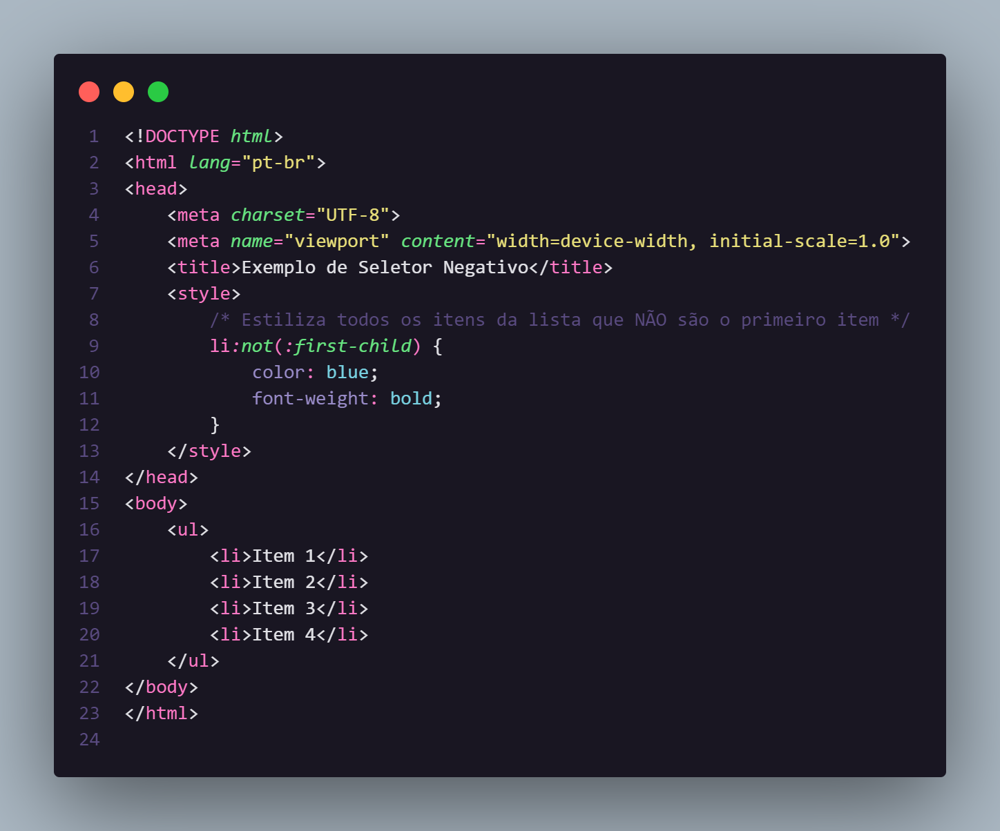 1 <!DOCTYPE html>
2 <html lang="pt-br">
3 <head>
4     <meta charset="UTF-8">
5     <meta name="viewport" content="width=device-width, initial-scale=1.0">
6     <title>Exemplo de Seletor Negativo</title>
7     <style>
8         /* Estiliza todos os itens da lista que NÃO são o primeiro item */
9         li:not(:first-child) {
10             color: blue;
11             font-weight: bold;
12         }
13     </style>
14 </head>
15 <body>
16     <ul>
17         <li>Item 1</li>
18         <li>Item 2</li>
19         <li>Item 3</li>
20         <li>Item 4</li>
21     </ul>
22 </body>
23 </html>
24